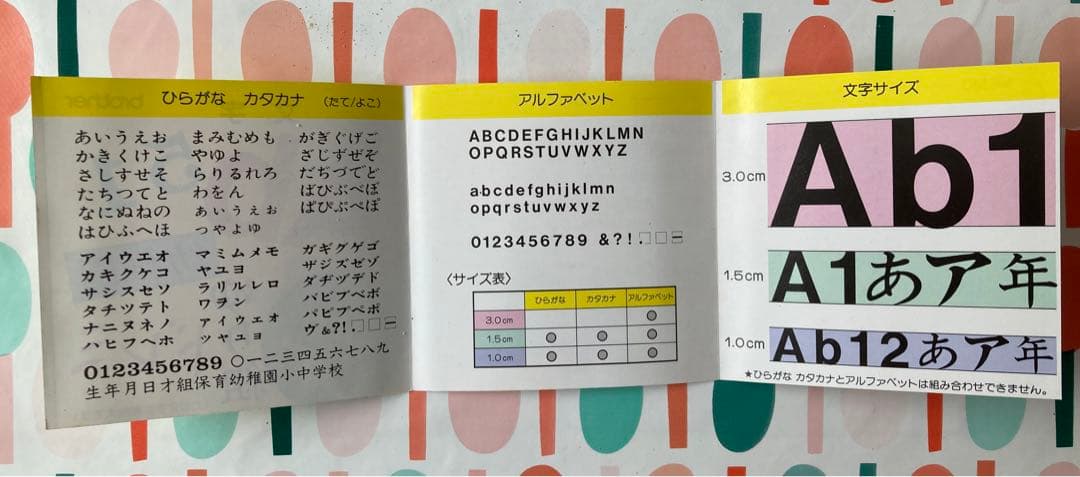 ひらがな カタカナ (たて/よこ)
あいうえお まみむめも がぎぐげご
かきくけこ やゆよ ざじずぜぞ
さしすせそ らりるれろ だぢづてど
たちつてと わをん ばびぶべぼ
なにぬねの ぁぃぅぇぉ ぱぴぷぺぽ
はひふへほ っゃょゅ
アイウエオ マミムメモ ガギグゲゴ
カキクケコ ヤユヨ ザジズゼゾ
サシスセソ ラリルレロ ダヂヅデド
タチツテト ワヲン バビブベボ
ナニヌネノ ァィゥェォ パピプペポ
ハヒフヘホ ッャュョ ヴ&?!.
0123456789 〇一二三四五六七八九
生年月日才組保育幼稚園小中学校
アルファベット
ABCDEFGHIJKLMN
OPQRSTUVWXYZ
abcdefghijklmn
opqrstuvwxyz
0123456789 &?!.
〈サイズ表〉
ひらがな カタカナ アルファベット
3.0cm
1.5cm
1.0cm
文字サイズ
3.0cm Ab1
1.5cm A1あア年
1.0cm Ab12あア年
★ひらがな カタカナとアルファベットは組み合わせできません。
brother